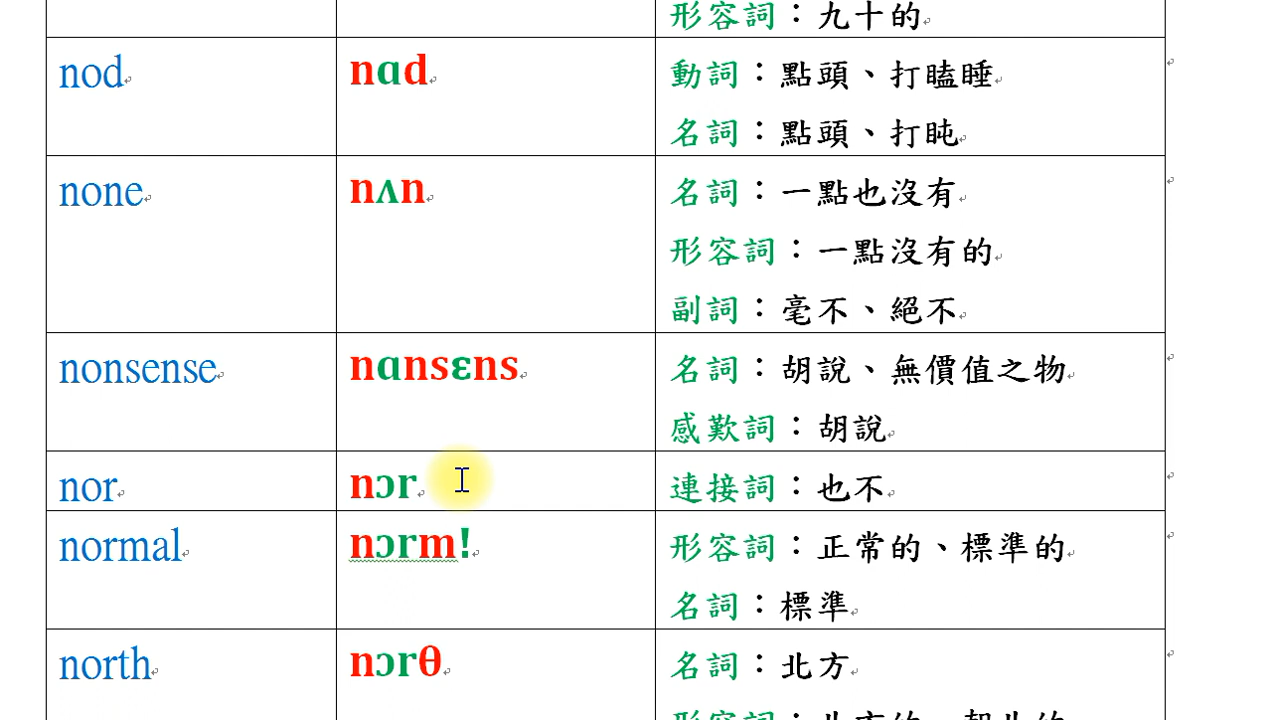 形容詞：九十的
nod nɑd 動詞：點頭、打瞌睡
名詞：點頭、打盹
none nʌn 名詞：一點也沒有
形容詞：一點沒有的
副詞：毫不、絕不
nonsense nɑnsɛns 名詞：胡說、無價值之物
感歎詞：胡說
nor nɔr 連接詞：也不
normal nɔrm! 形容詞：正常的、標準的
名詞：標準
north nɔrθ 名詞：北方